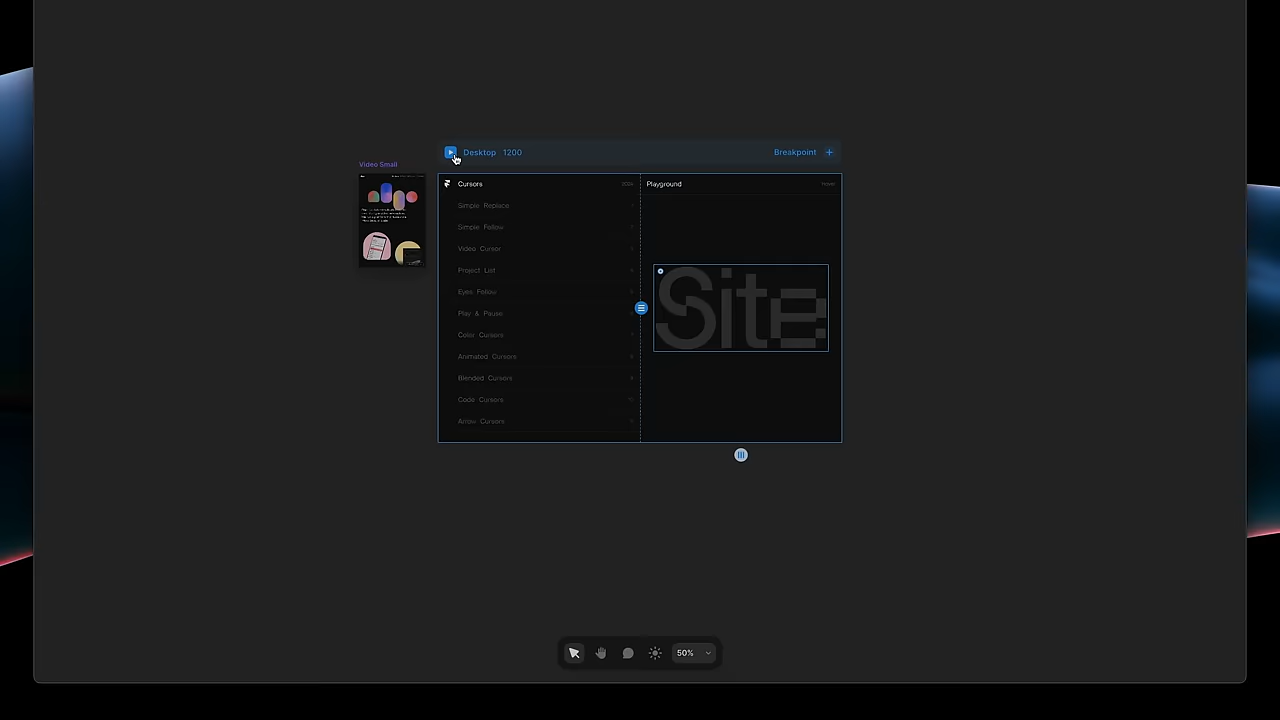 Desktop 1200
Breakpoint
Video Small
Cursors
Playground
Simple Replace
Simple Follow
Video Cursor
Project List
Eyes Follow
Play & Pause
Color Cursors
Animated Cursors
Blended Cursors
Code Cursors
Arrow Cursors
Site
50%